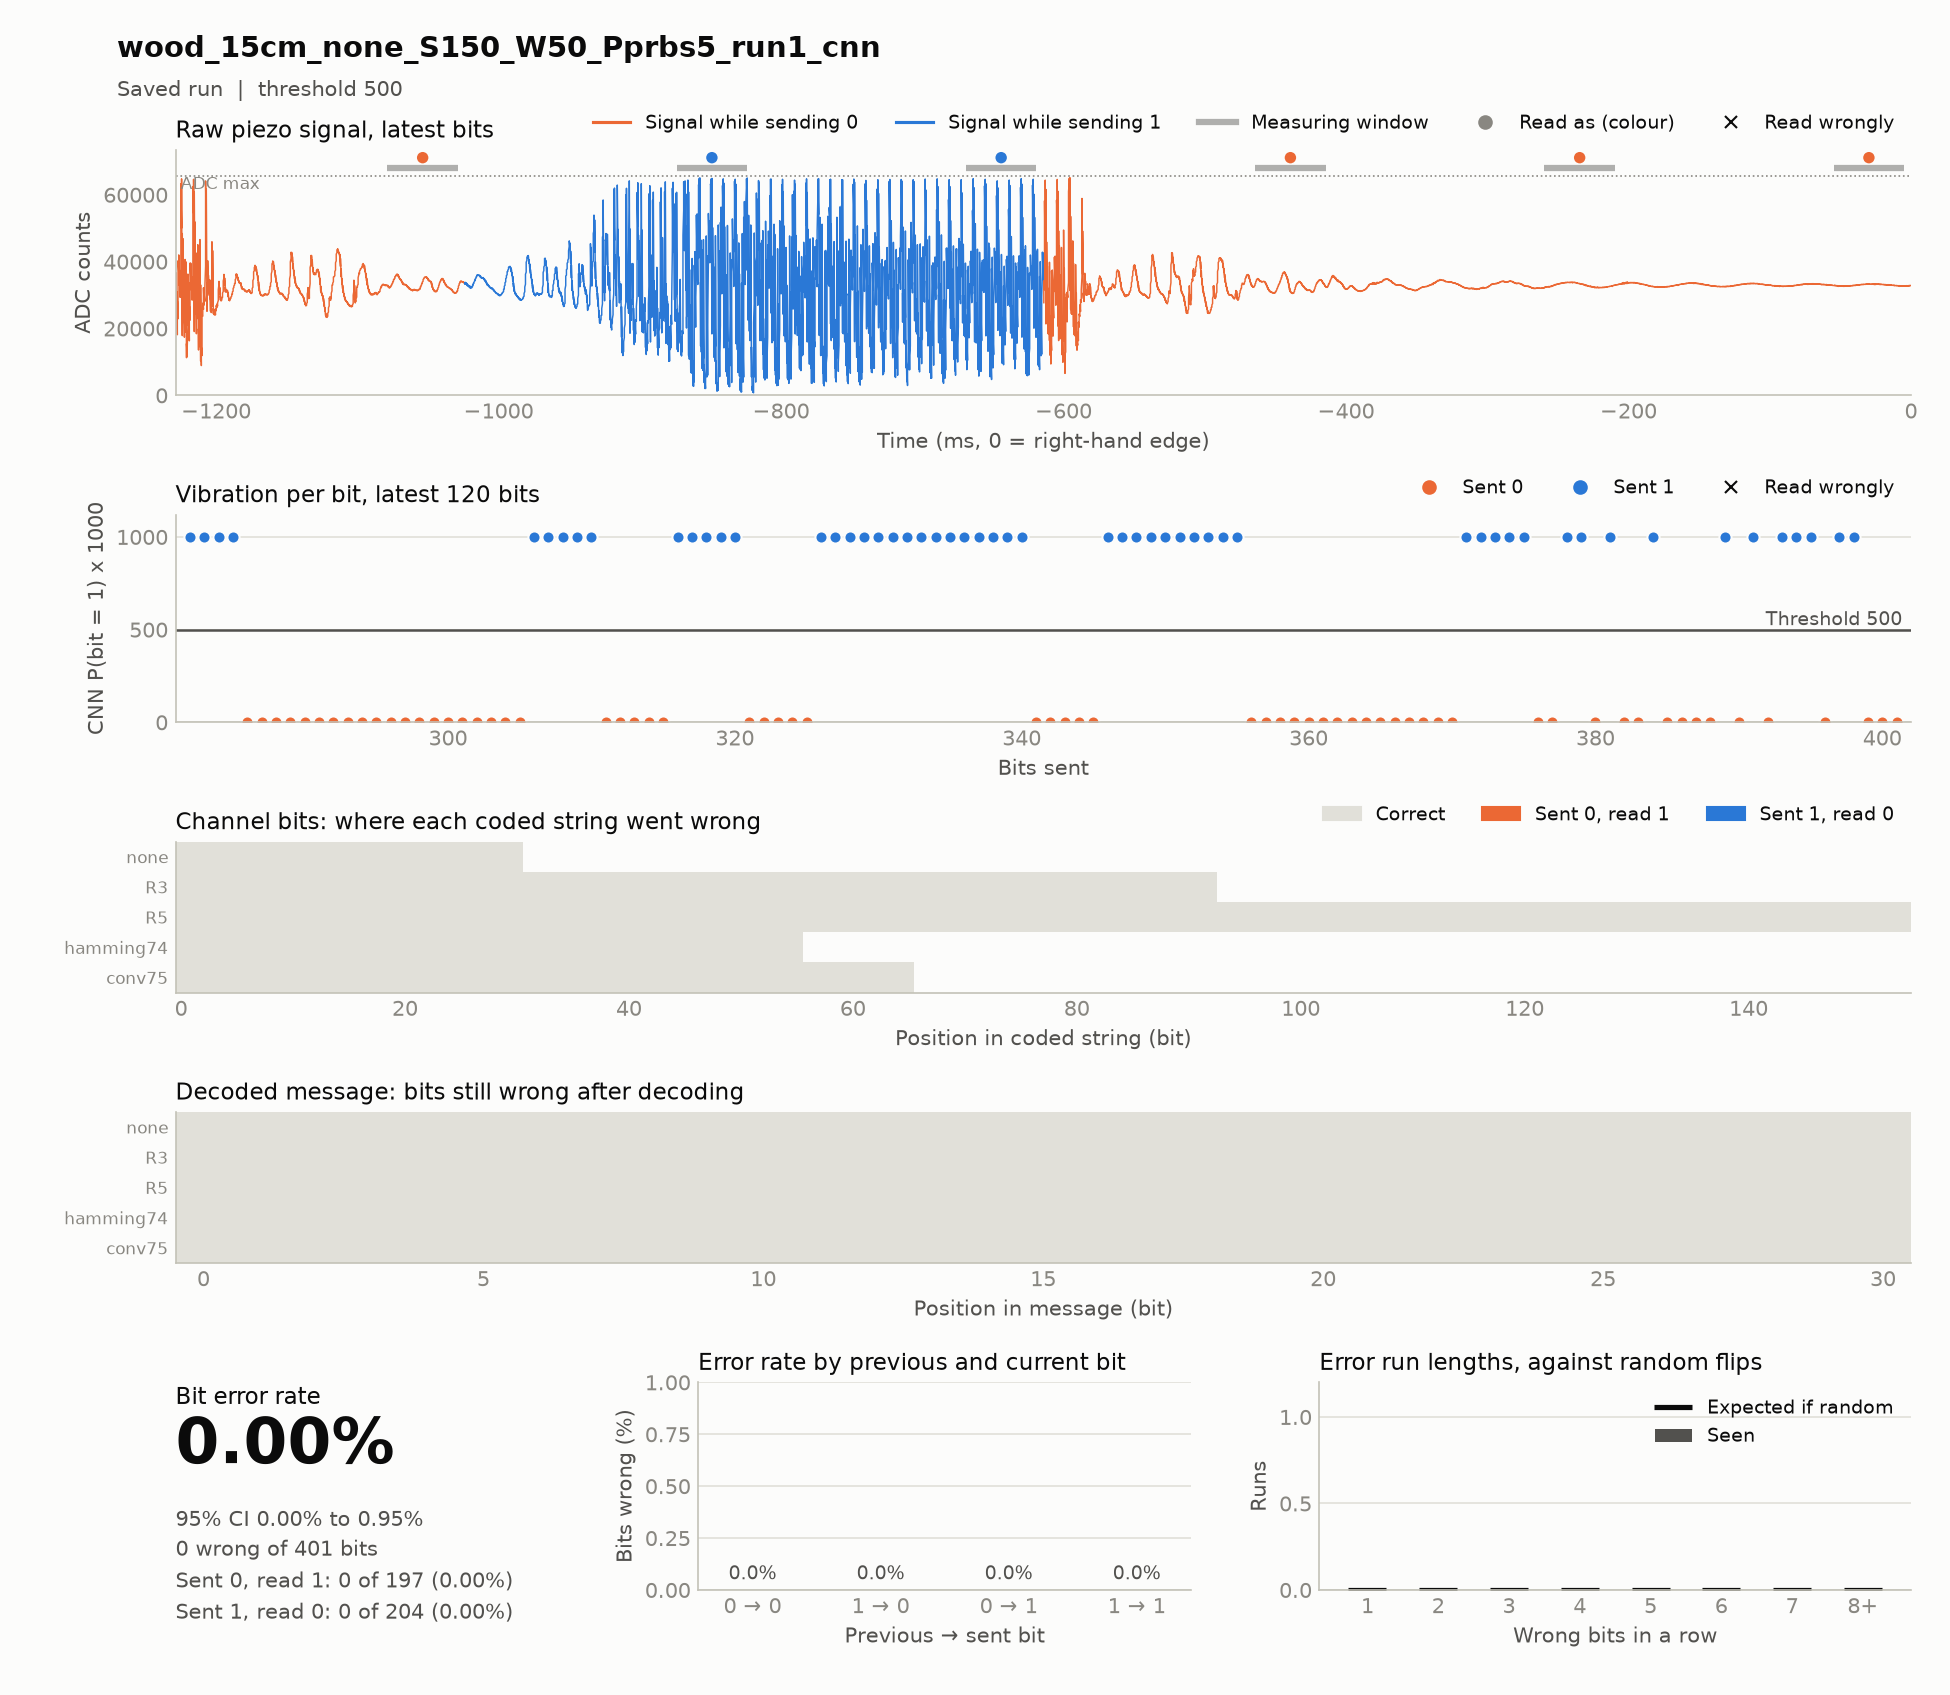 wood_15cm_none_S150_W50_Pprbs5_run1_cnn
Saved run | threshold 500
Raw piezo signal, latest bits
Signal while sending 0
Signal while sending 1
Measuring window
Read as (colour)
Read wrongly
ADC max
60000
40000
20000
0
ADC counts
−1200 −1000 −800 −600 −400 −200 0
Time (ms, 0 = right-hand edge)
Vibration per bit, latest 120 bits
Sent 0
Sent 1
Read wrongly
1000
500
0
CNN P(bit = 1) x 1000
Threshold 500
300 320 340 360 380 400
Bits sent
Channel bits: where each coded string went wrong
Correct
Sent 0, read 1
Sent 1, read 0
none
R3
R5
hamming74
conv75
0 20 40 60 80 100 120 140
Position in coded string (bit)
Decoded message: bits still wrong after decoding
none
R3
R5
hamming74
conv75
0 5 10 15 20 25 30
Position in message (bit)
Bit error rate
0.00%
95% CI 0.00% to 0.95%
0 wrong of 401 bits
Sent 0, read 1: 0 of 197 (0.00%)
Sent 1, read 0: 0 of 204 (0.00%)
Error rate by previous and current bit
1.00
0.75
0.50
0.25
0.00
Bits wrong (%)
0.0% 0.0% 0.0% 0.0%
0 → 0 1 → 0 0 → 1 1 → 1
Previous → sent bit
Error run lengths, against random flips
Expected if random
Seen
1.0
0.5
0.0
Runs
1 2 3 4 5 6 7 8+
Wrong bits in a row